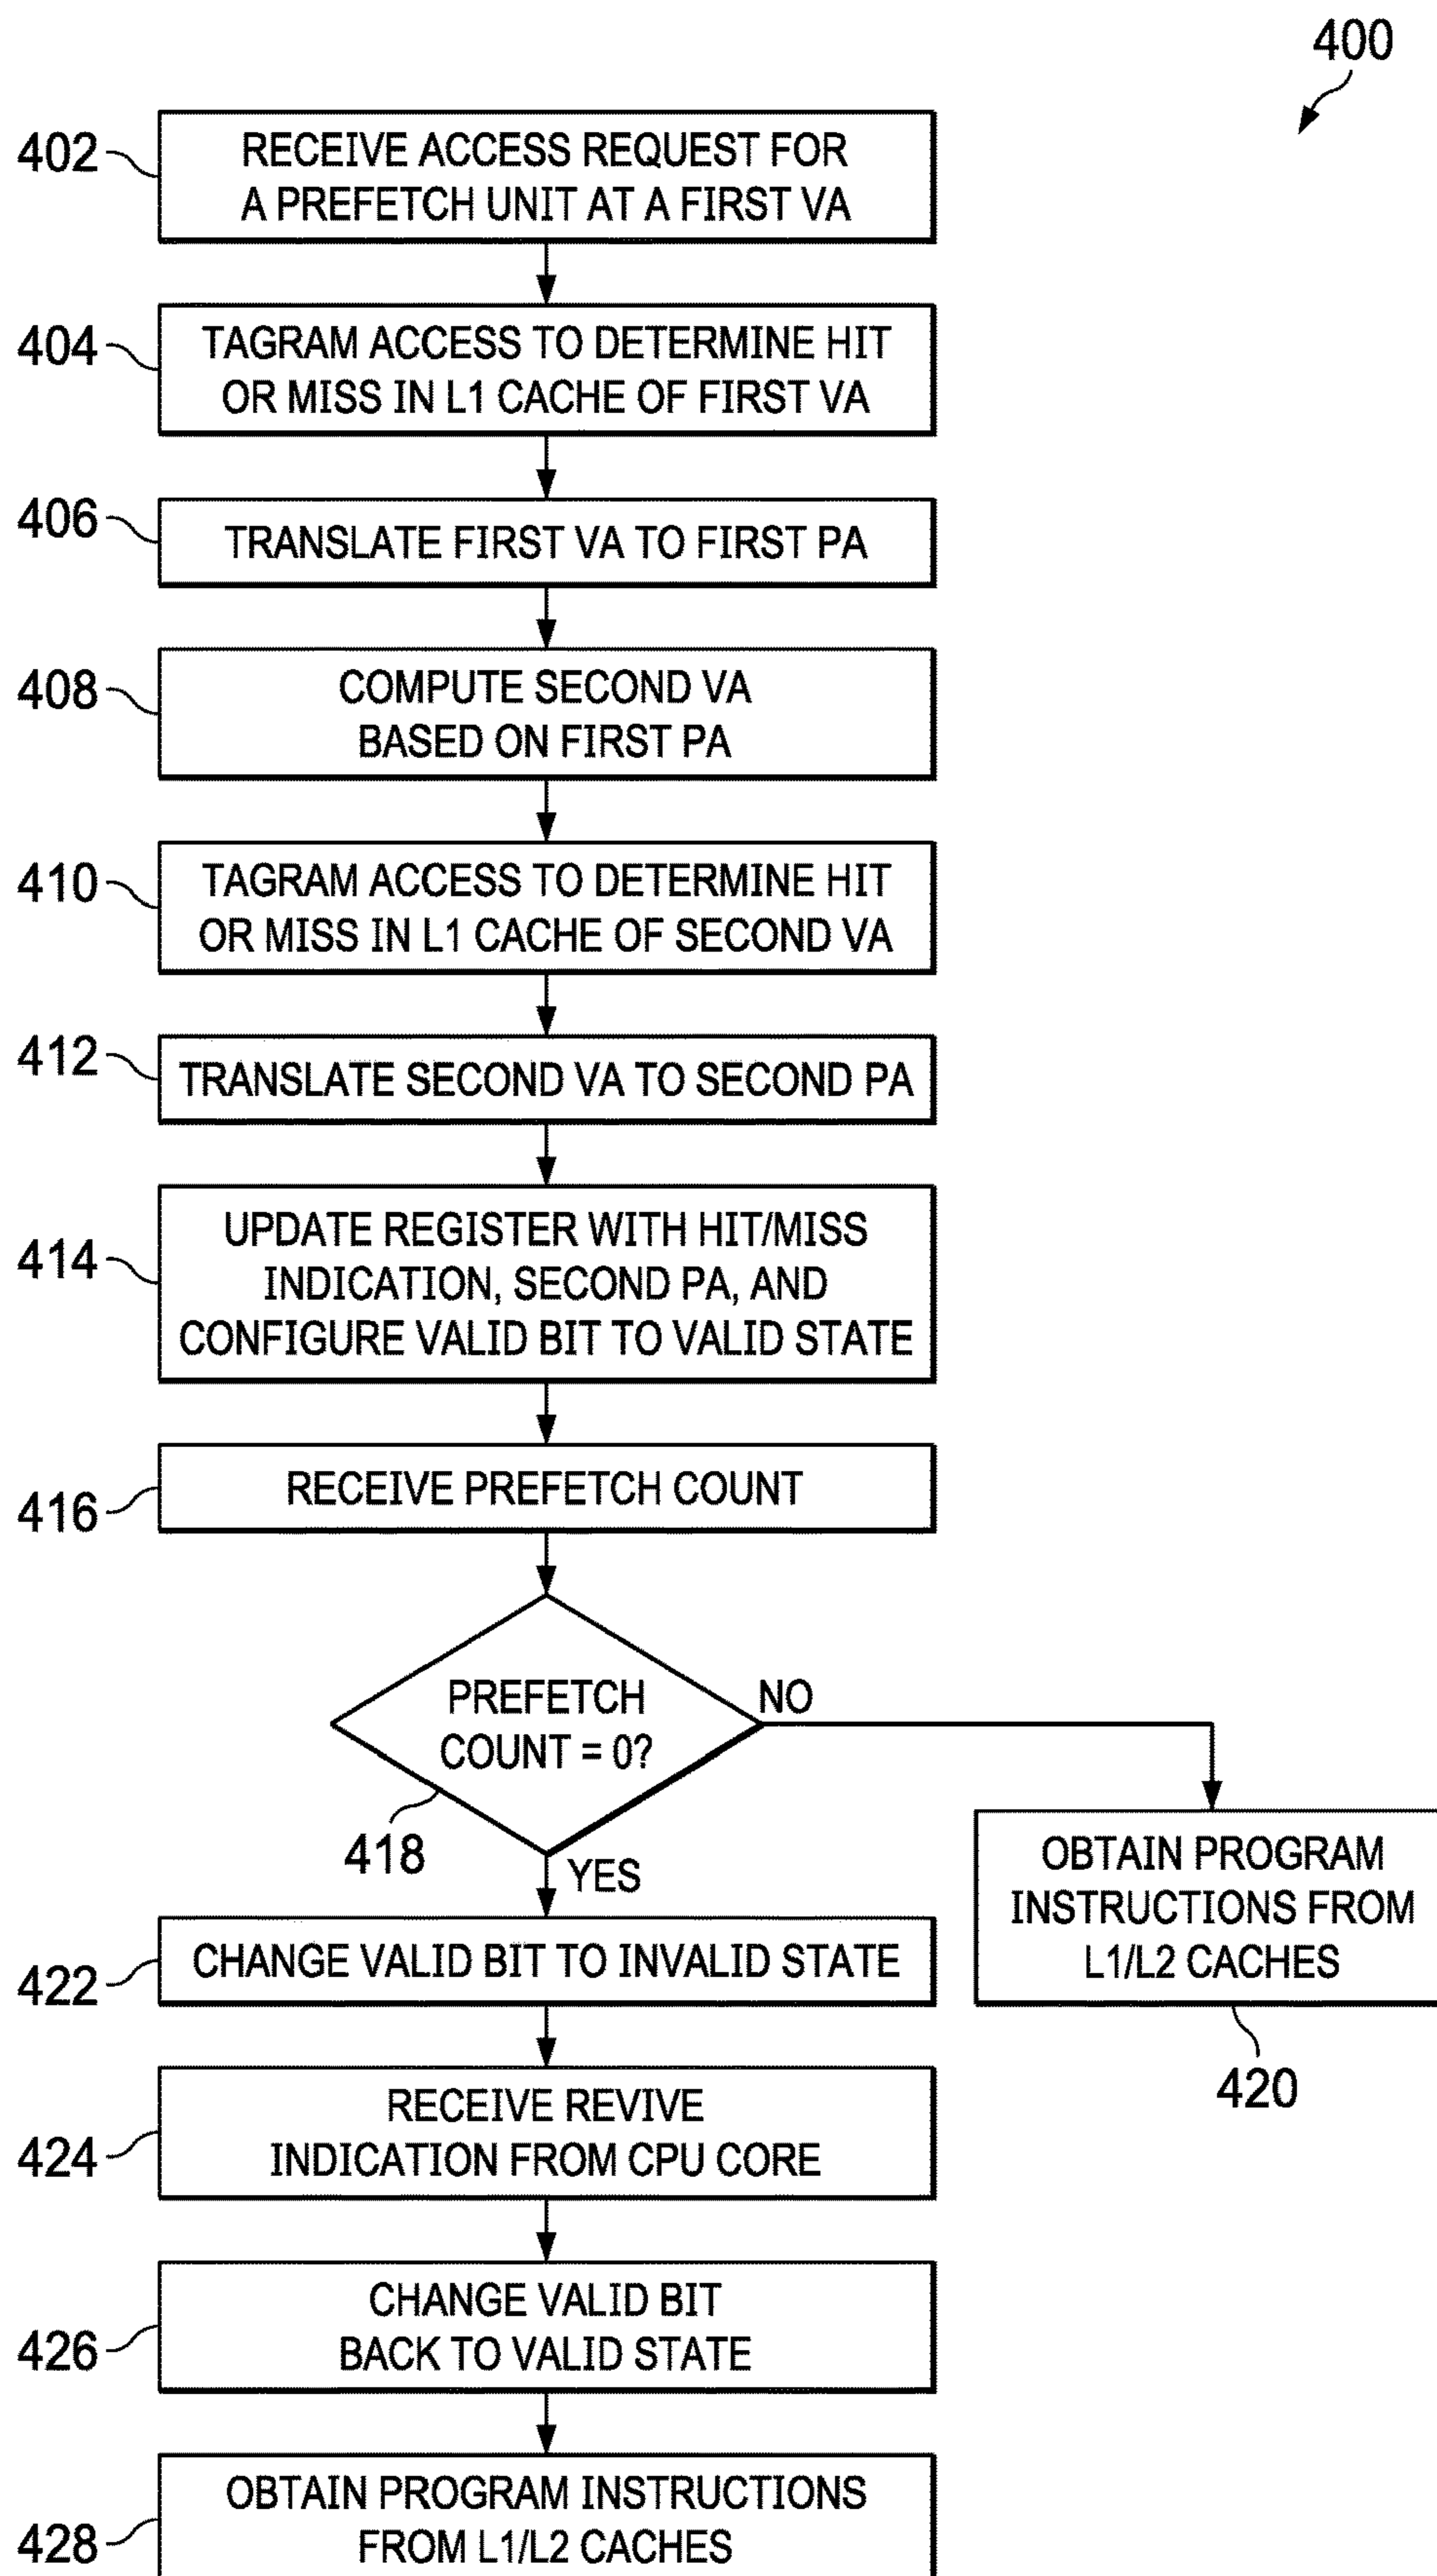 400
402
RECEIVE ACCESS REQUEST FOR
A PREFETCH UNIT AT A FIRST VA
404
TAGRAM ACCESS TO DETERMINE HIT
OR MISS IN L1 CACHE OF FIRST VA
406
TRANSLATE FIRST VA TO FIRST PA
408
COMPUTE SECOND VA
BASED ON FIRST PA
410
TAGRAM ACCESS TO DETERMINE HIT
OR MISS IN L1 CACHE OF SECOND VA
412
TRANSLATE SECOND VA TO SECOND PA
414
UPDATE REGISTER WITH HIT/MISS
INDICATION, SECOND PA, AND
CONFIGURE VALID BIT TO VALID STATE
416
RECEIVE PREFETCH COUNT
PREFETCH
COUNT = 0?
NO
418
YES
OBTAIN PROGRAM
INSTRUCTIONS FROM
L1/L2 CACHES
420
422
CHANGE VALID BIT TO INVALID STATE
424
RECEIVE REVIVE
INDICATION FROM CPU CORE
426
CHANGE VALID BIT
BACK TO VALID STATE
428
OBTAIN PROGRAM INSTRUCTIONS
FROM L1/L2 CACHES